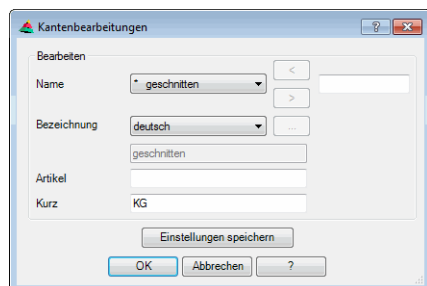 Kantenbearbeitungen
?
Bearbeiten
Name
* geschnitten
<
>
Bezeichnung
deutsch
...
geschnitten
Artikel
Kurz
KG
Einstellungen speichern
OK
Abbrechen
?